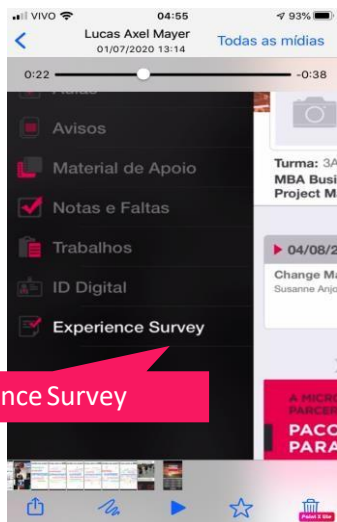 VIVO 04:55 93%
Lucas Axel Mayer
01/07/2020 13:14
Todas as mídias
0:22 -0:38
Aulas
Avisos
Material de Apoio
Notas e Faltas
Trabalhos
ID Digital
Experience Survey
Turma: 3A
MBA Busi
Project M
04/08/2
Change Ma
Susanne Anjo
nce Survey
A MICRO
PARCER
PACO
PARA